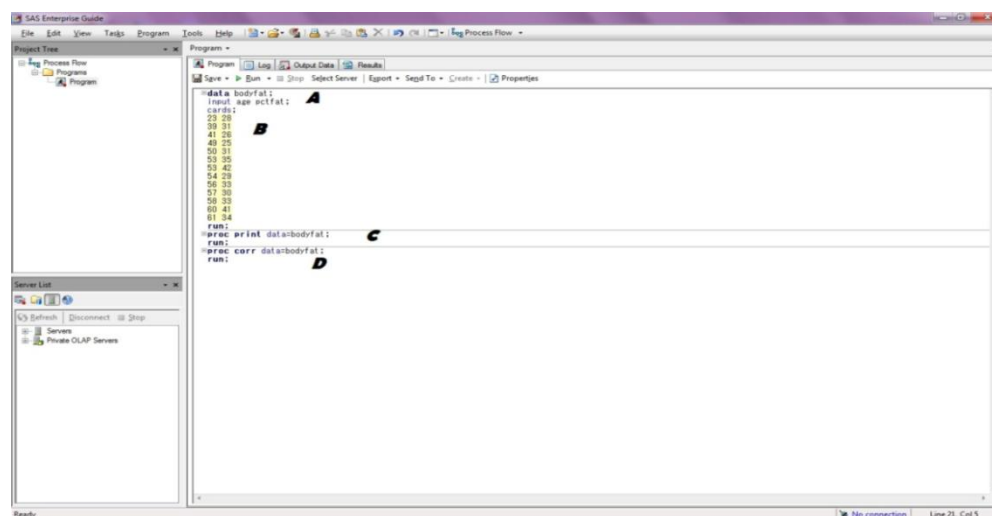 SAS Enterprise Guide
File Edit View Tasks Program Tools Help Process Flow
Project Tree
Process Flow
Programs
Program
Program
Program Log Output Data Results
Save Run Stop Select Server Export Send To Create Properties
data bodyfat;
input age pctfat; A
cards;
23 28
39 31 B
41 26
49 25
50 31
53 35
53 42
54 29
56 33
57 30
58 33
60 41
61 34
run;
proc print data=bodyfat; C
run;
proc corr data=bodyfat;
run; D
Server List
Refresh Disconnect Stop
Servers
Private OLAP Servers
Ready No connection Line 21, Col 5